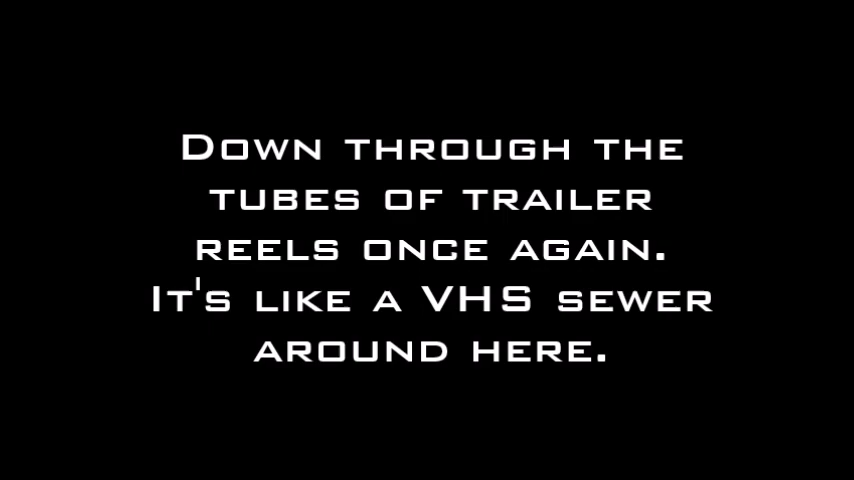 Down through the
tubes of trailer
reels once again.
It's like a VHS sewer
around here.